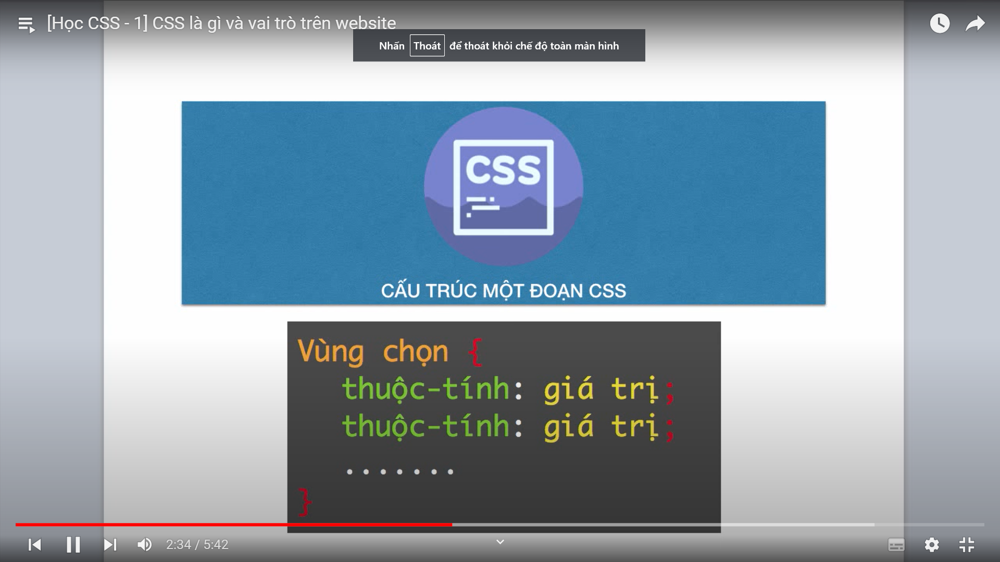 [Học CSS - 1] CSS là gì và vai trò trên website
Nhấn Thoát để thoát khỏi chế độ toàn màn hình
CSS
CẤU TRÚC MỘT ĐOẠN CSS
Vùng chọn {
thuộc-tính: giá trị;
thuộc-tính: giá trị;
.......
}
2:34 / 5:42